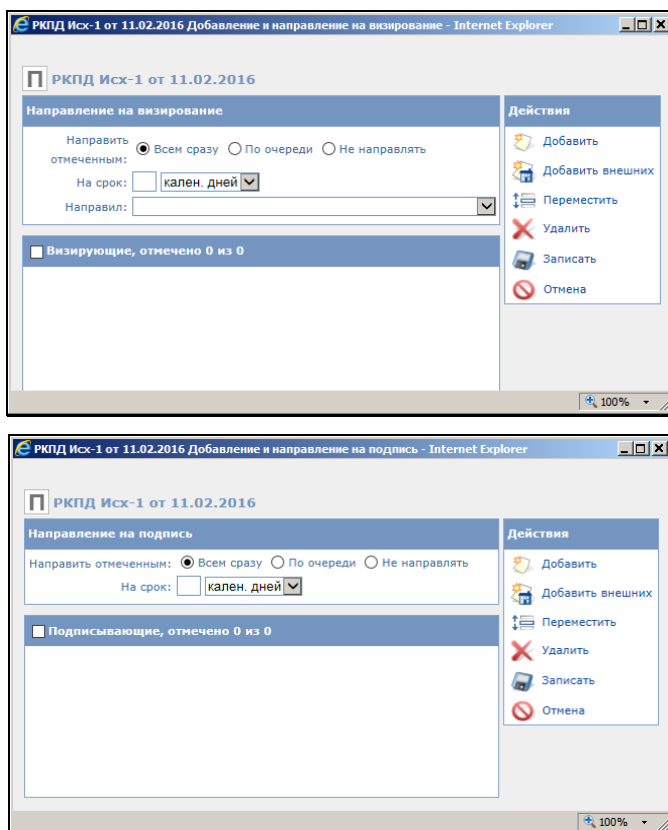 РКПД Исх-1 от 11.02.2016 Добавление и направление на визирование - Internet Explorer
П РКПД Исх-1 от 11.02.2016
Направление на визирование
Направить отмеченным: Всем сразу По очереди Не направлять
На срок: кален. дней
Направил:
Визирующие, отмечено 0 из 0
Действия
Добавить
Добавить внешних
Переместить
Удалить
Записать
Отмена
100%
РКПД Исх-1 от 11.02.2016 Добавление и направление на подпись - Internet Explorer
П РКПД Исх-1 от 11.02.2016
Направление на подпись
Направить отмеченным: Всем сразу По очереди Не направлять
На срок: кален. дней
Подписывающие, отмечено 0 из 0
Действия
Добавить
Добавить внешних
Переместить
Удалить
Записать
Отмена
100%